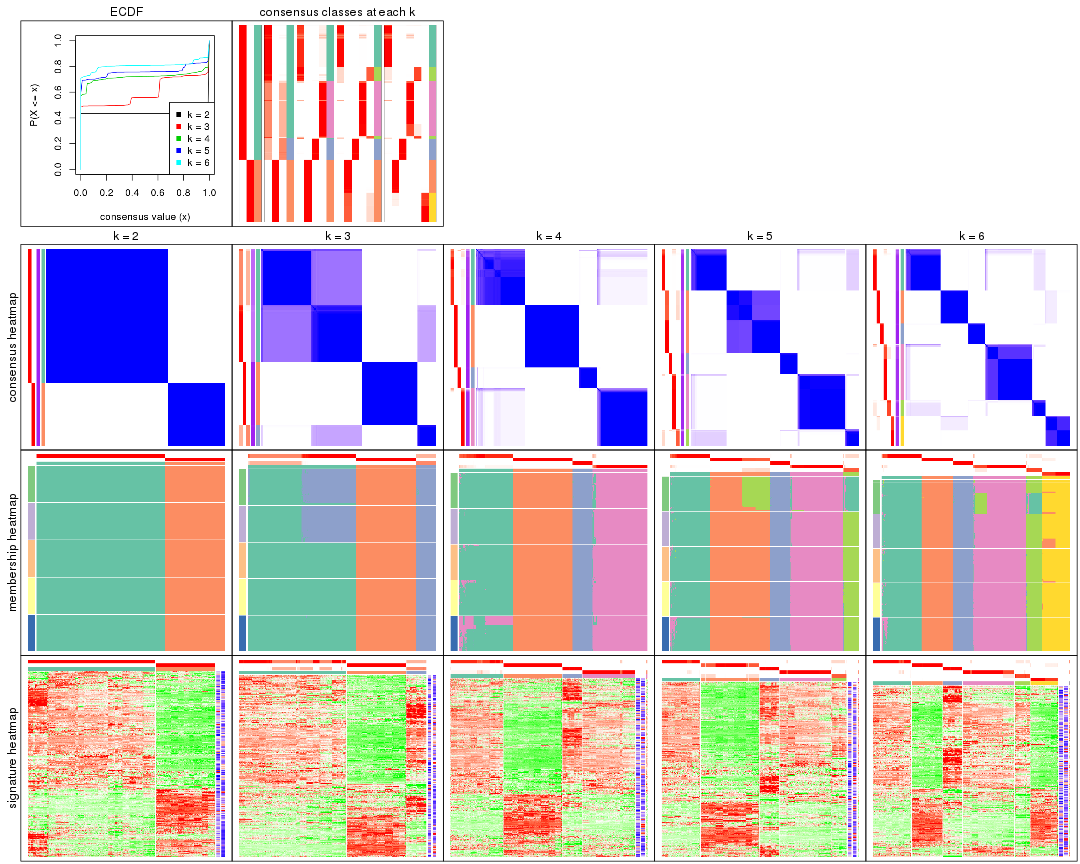 ECDF
consensus classes at each k
P(X <= x)
0.0 0.2 0.4 0.6 0.8 1.0
k = 2
k = 3
k = 4
k = 5
k = 6
0.0 0.2 0.4 0.6 0.8 1.0
consensus value (x)
k = 2
k = 3
k = 4
k = 5
k = 6
consensus heatmap
membership heatmap
signature heatmap